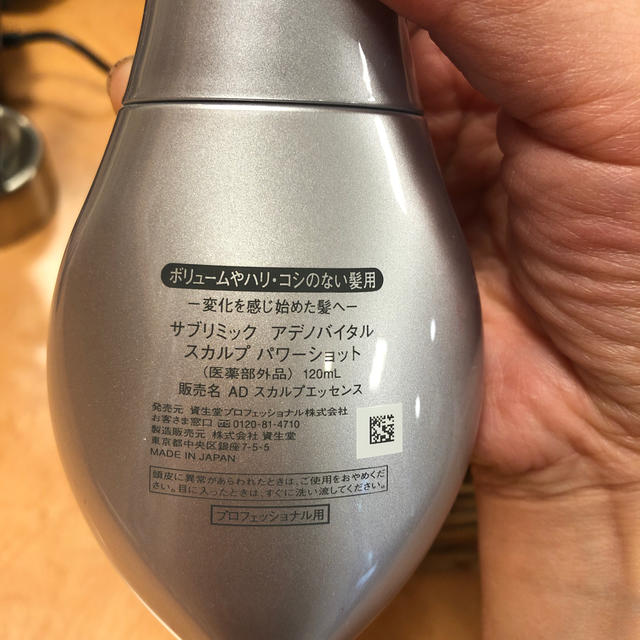 ボリュームやハリ・コシのない髪用
−変化を感じ始めた髪へ−
サブリミック アデノバイタル
スカルプ パワーショット
（医薬部外品） 120mL
販売名 AD スカルプエッセンス
発売元 資生堂プロフェッショナル株式会社
お客さま窓口 0120-81-4710
製造販売元 株式会社 資生堂
東京都中央区銀座7-5-5
MADE IN JAPAN
頭皮に異常があらわれたときは、ご使用をおやめくだ
さい。目に入ったときは、すぐに洗い流してください。
プロフェッショナル用